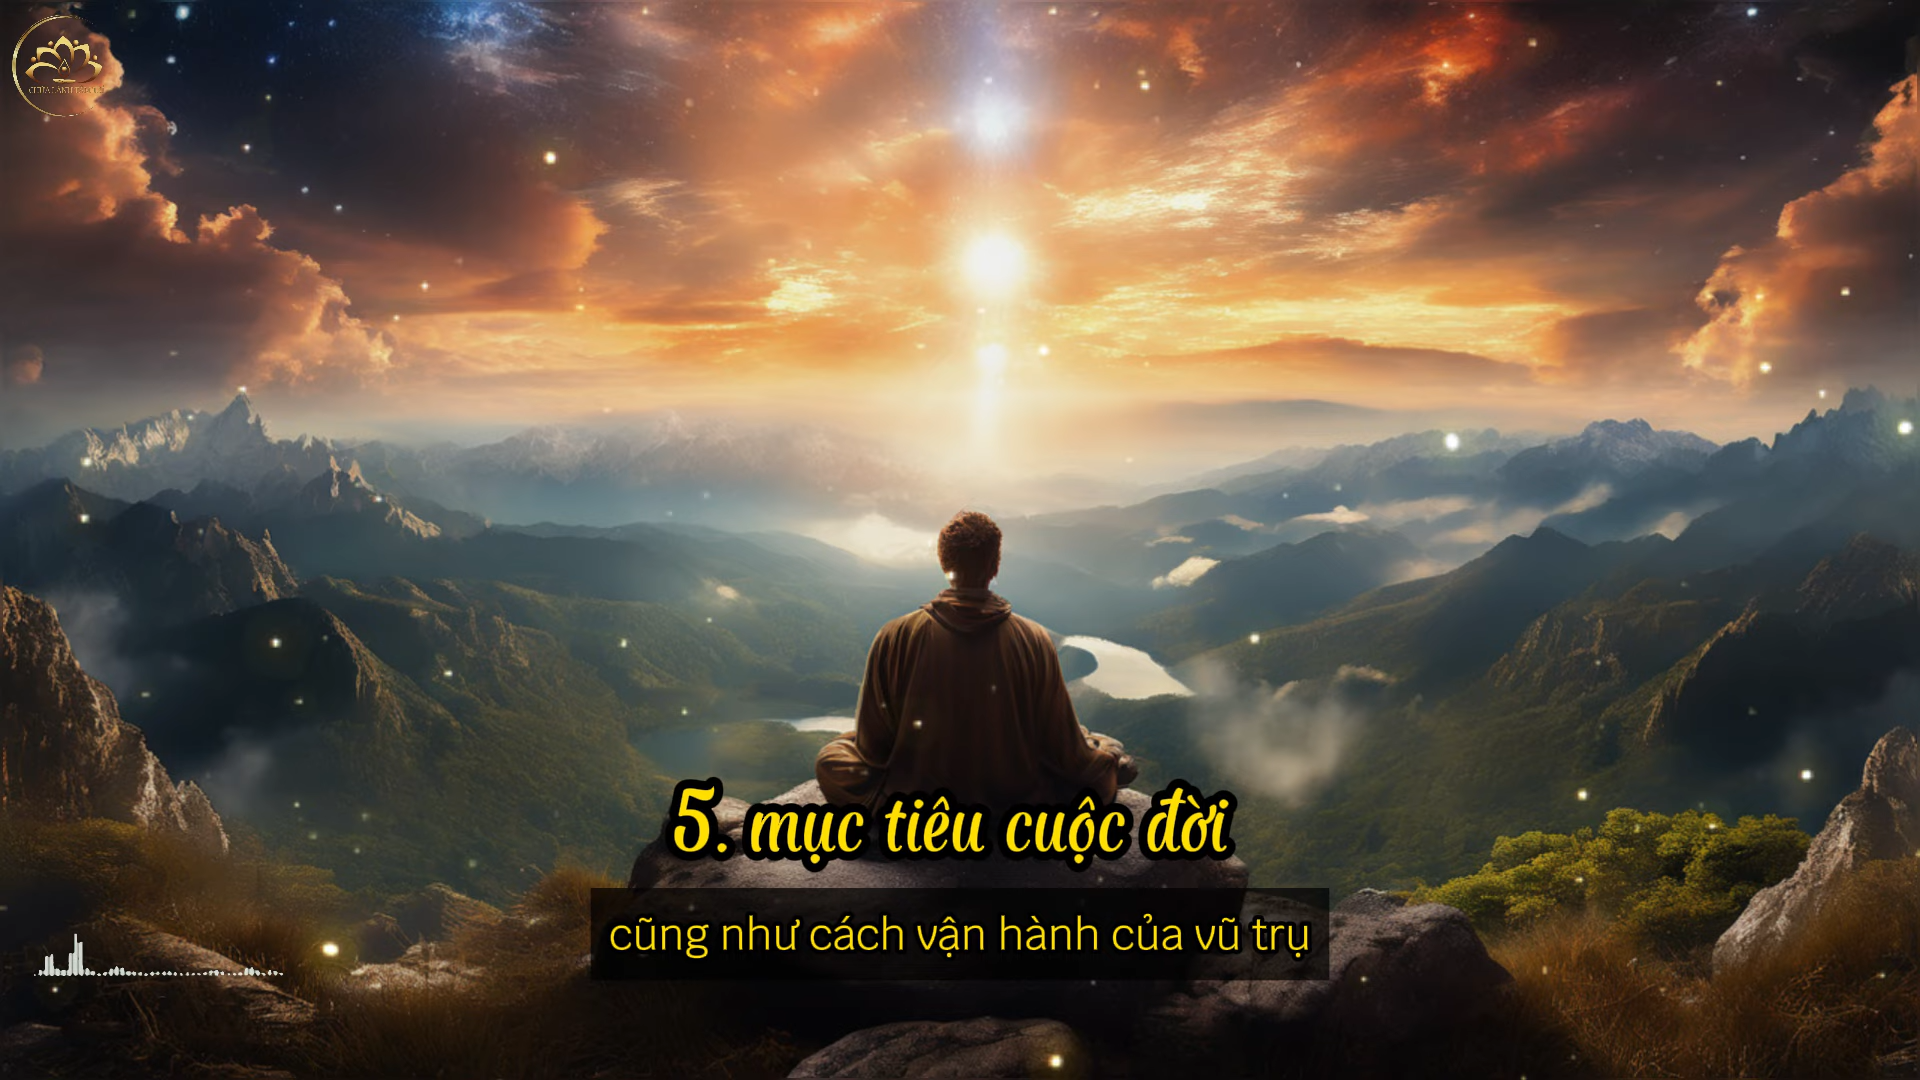 5. mục tiêu cuộc đời
cũng như cách vận hành của vũ trụ